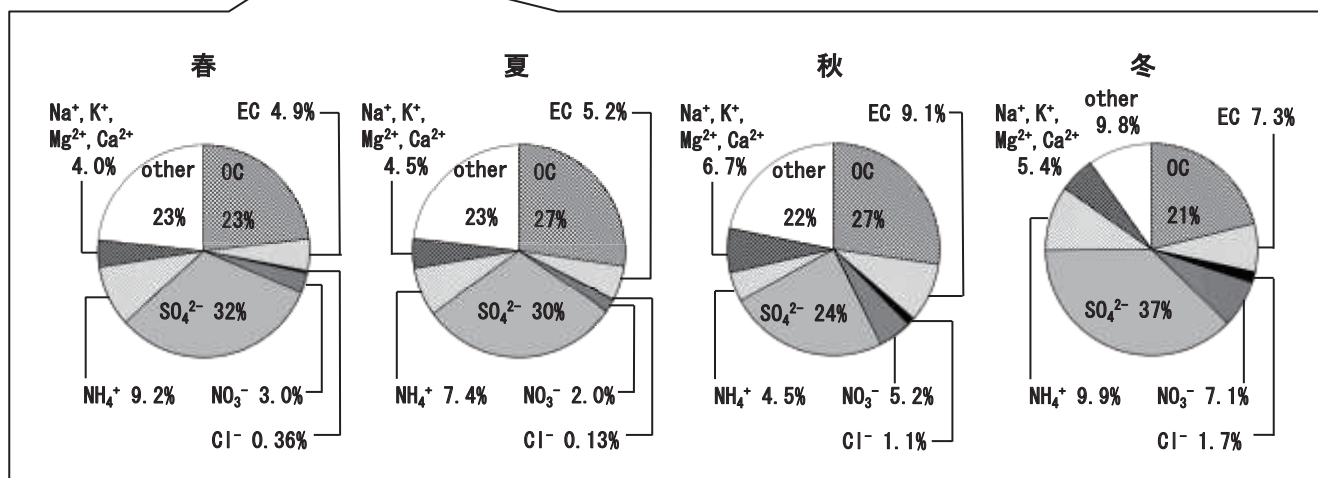 春
Na⁺, K⁺,
Mg²⁺, Ca²⁺
4.0%
other
23%
OC
23%
EC 4.9%
SO₄²⁻ 32%
NH₄⁺ 9.2%
NO₃⁻ 3.0%
Cl⁻ 0.36%
夏
Na⁺, K⁺,
Mg²⁺, Ca²⁺
4.5%
other
23%
OC
27%
EC 5.2%
SO₄²⁻ 30%
NH₄⁺ 7.4%
NO₃⁻ 2.0%
Cl⁻ 0.13%
秋
Na⁺, K⁺,
Mg²⁺, Ca²⁺
6.7%
other
22%
OC
27%
EC 9.1%
SO₄²⁻ 24%
NH₄⁺ 4.5%
NO₃⁻ 5.2%
Cl⁻ 1.1%
冬
Na⁺, K⁺,
Mg²⁺, Ca²⁺
5.4%
other
9.8%
OC
21%
EC 7.3%
SO₄²⁻ 37%
NH₄⁺ 9.9%
NO₃⁻ 7.1%
Cl⁻ 1.7%